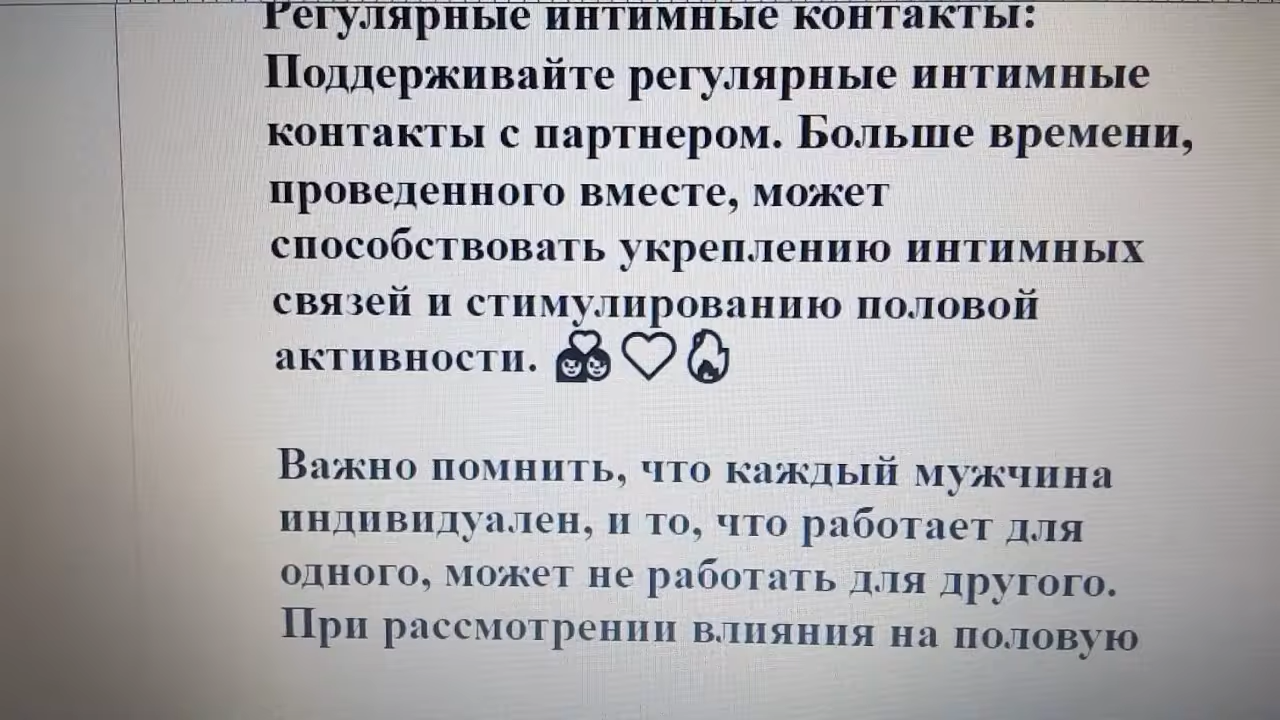 Регулярные интимные контакты:
Поддерживайте регулярные интимные
контакты с партнером. Больше времени,
проведенного вместе, может
способствовать укреплению интимных
связей и стимулированию половой
активности. 💑🤍🔥
Важно помнить, что каждый мужчина
индивидуален, и то, что работает для
одного, может не работать для другого.
При рассмотрении влияния на половую